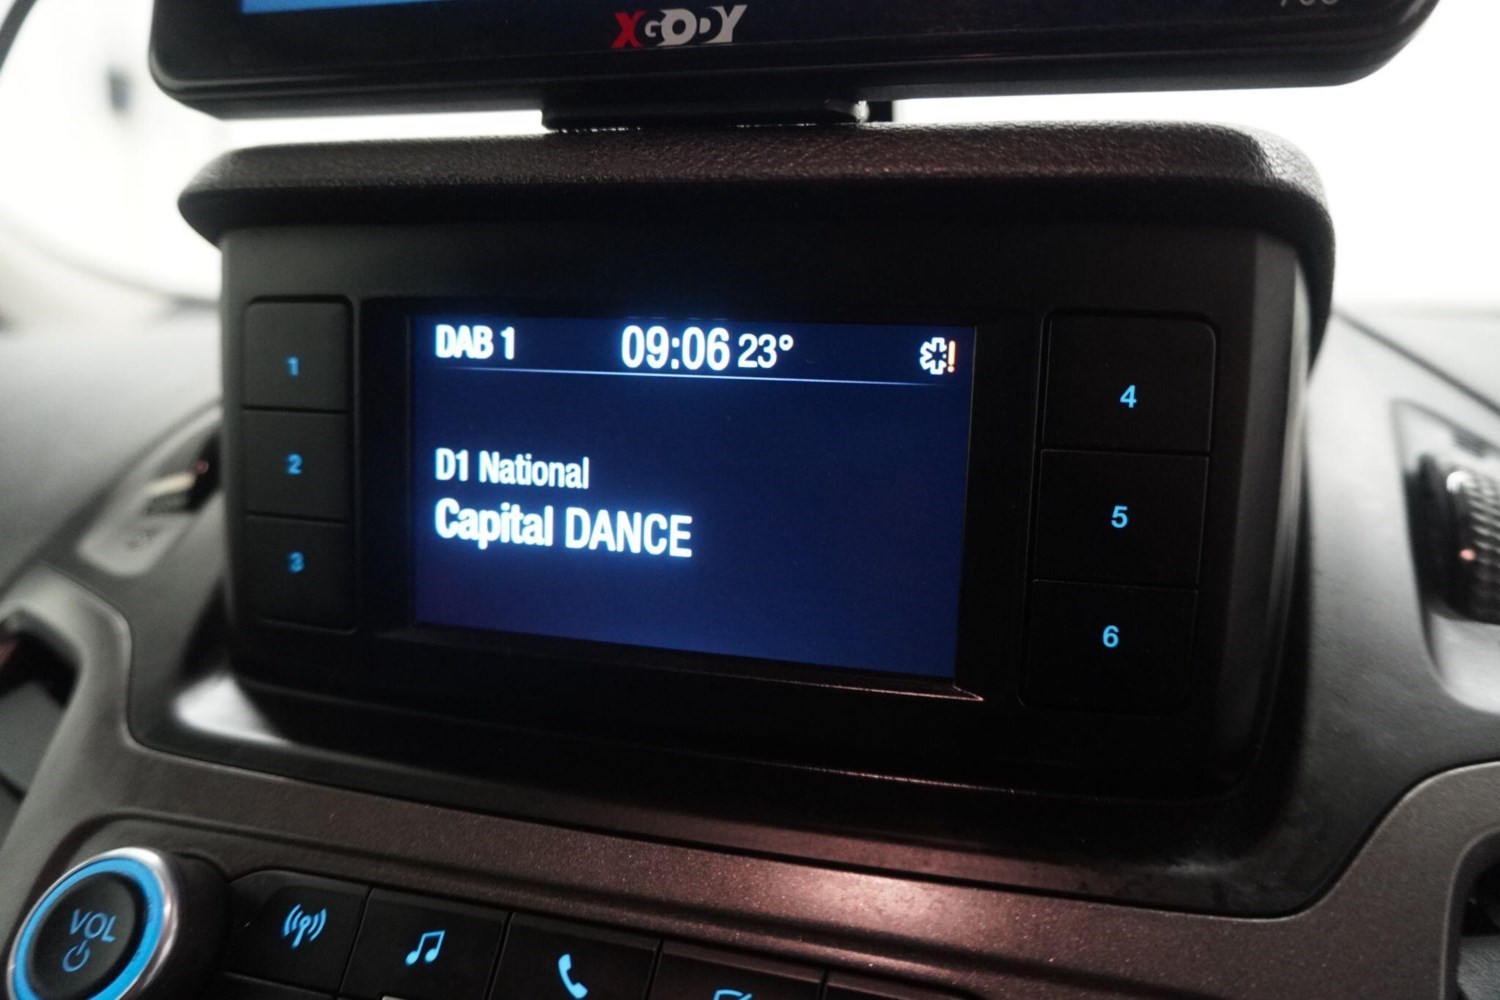 XGODY
DAB 1
09:06 23°
D1 National
Capital DANCE
1
2
3
4
5
6
VOL